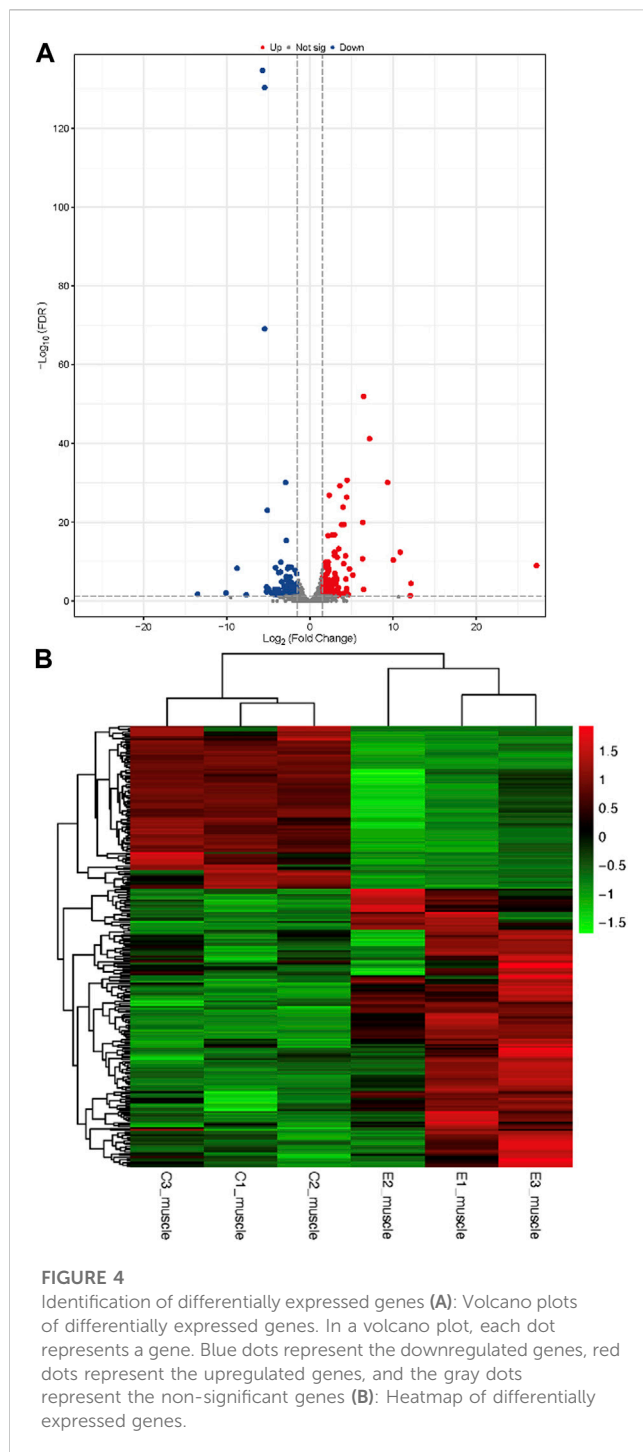 A
Up Not sig Down
120
100
80
60
40
20
0
-Log10 (FDR)
-20 -10 0 10 20
Log2 (Fold Change)
B
1.5
1
0.5
0
−0.5
−1
−1.5
C3_muscle
C1_muscle
C2_muscle
E2_muscle
E1_muscle
E3_muscle
FIGURE 4
Identification of differentially expressed genes (A): Volcano plots
of differentially expressed genes. In a volcano plot, each dot
represents a gene. Blue dots represent the downregulated genes, red
dots represent the upregulated genes, and the gray dots
represent the non-significant genes (B): Heatmap of differentially
expressed genes.